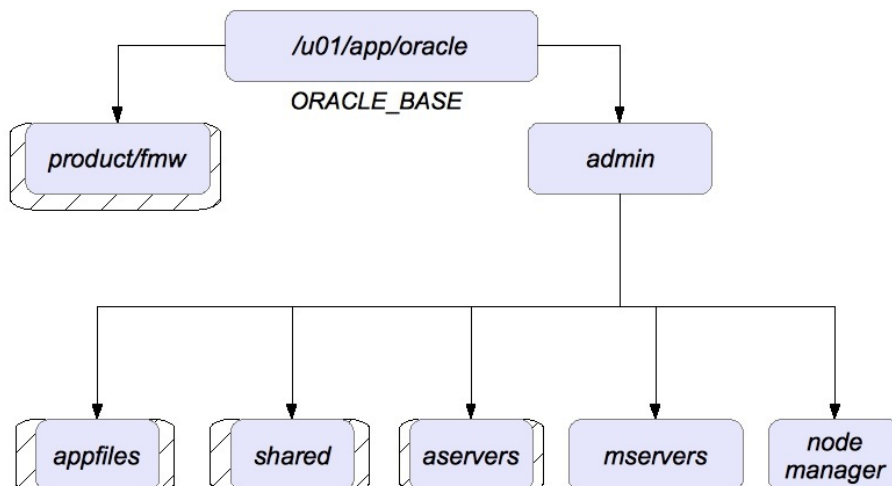 /u01/app/oracle
ORACLE_BASE
product/fmw
admin
appfiles
shared
aservers
mservers
node
manager